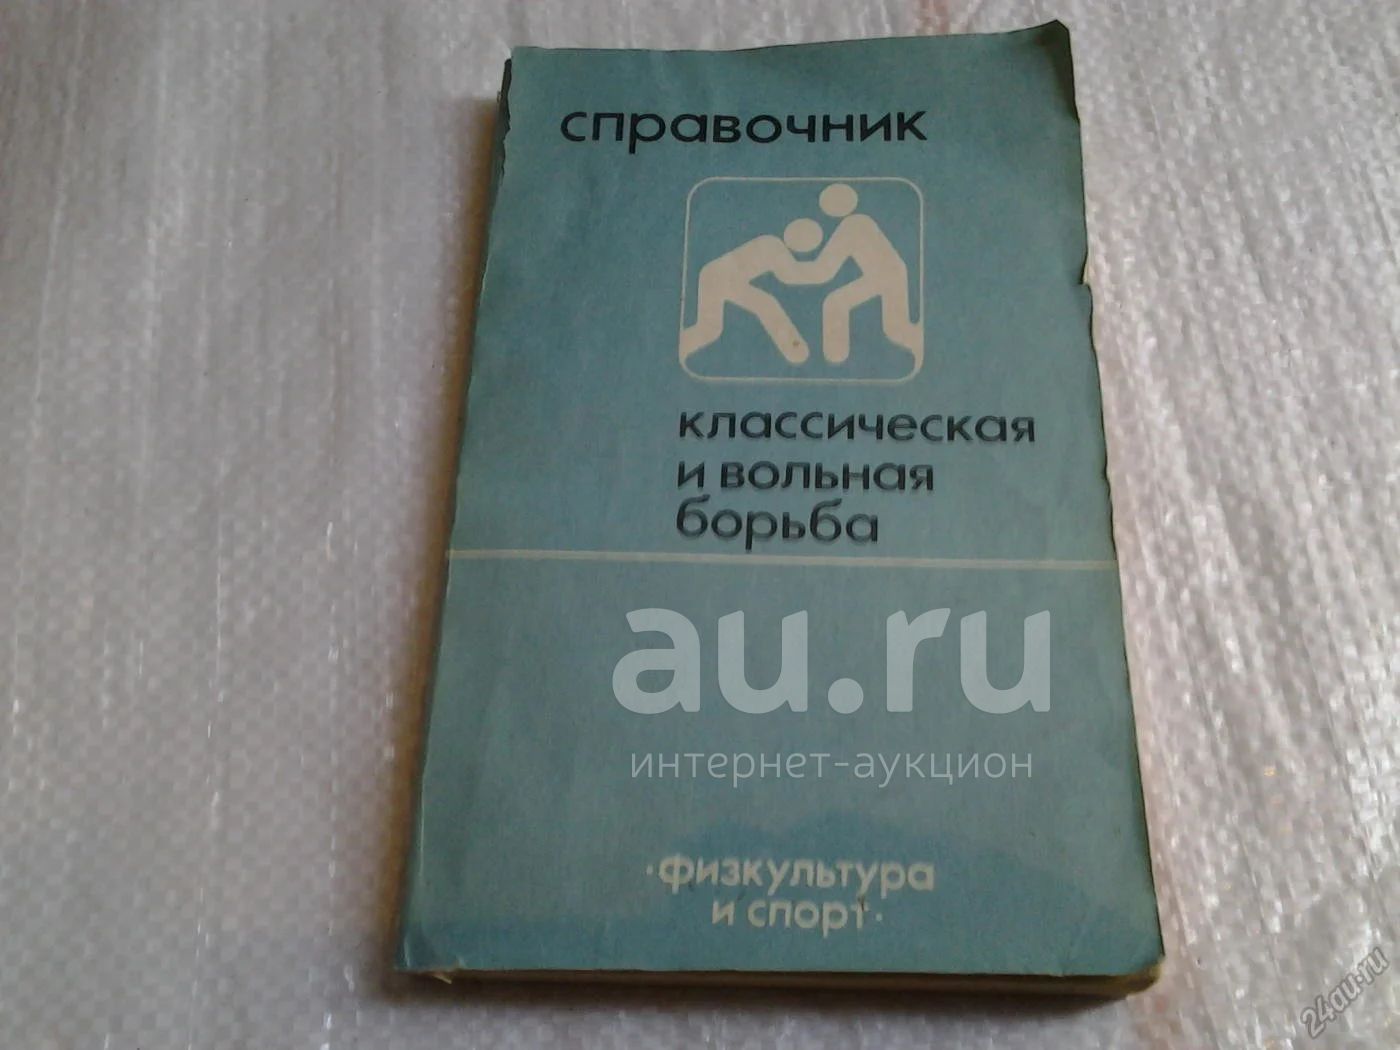 справочник
классическая
и вольная
борьба
au.ru
интернет-аукцион
·физкультура
и спорт·
24au.ru